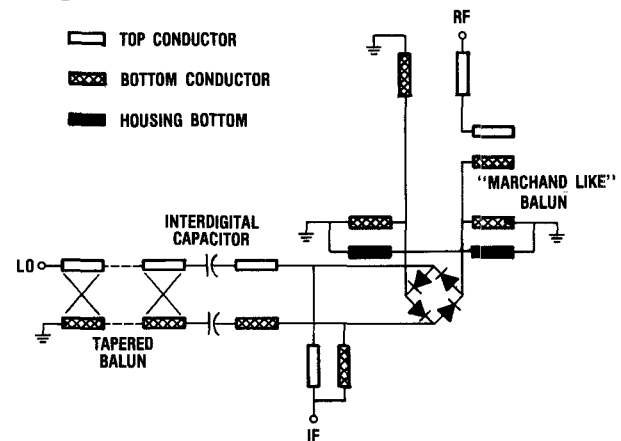 RF
TOP CONDUCTOR
BOTTOM CONDUCTOR
HOUSING BOTTOM
"MARCHAND LIKE"
BALUN
INTERDIGITAL
CAPACITOR
LO
TAPERED
BALUN
IF